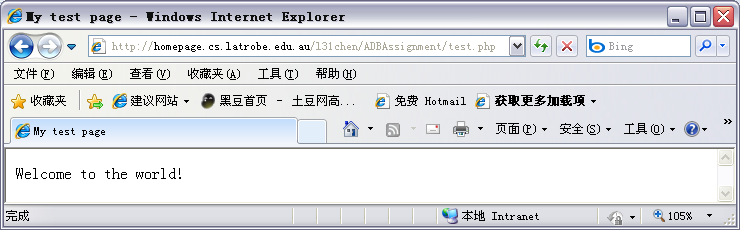 My test page - Windows Internet Explorer
http://homepage.cs.latrobe.edu.au/l31chen/ADBAssignment/test.php Bing
文件(F) 编辑(E) 查看(V) 收藏夹(A) 工具(T) 帮助(H)
收藏夹 建议网站 黑豆首页 - 土豆网高... 免费 Hotmail 获取更多加载项
My test page 页面(P) 安全(S) 工具(O) »
Welcome to the world!
完成 本地 Intranet 105%